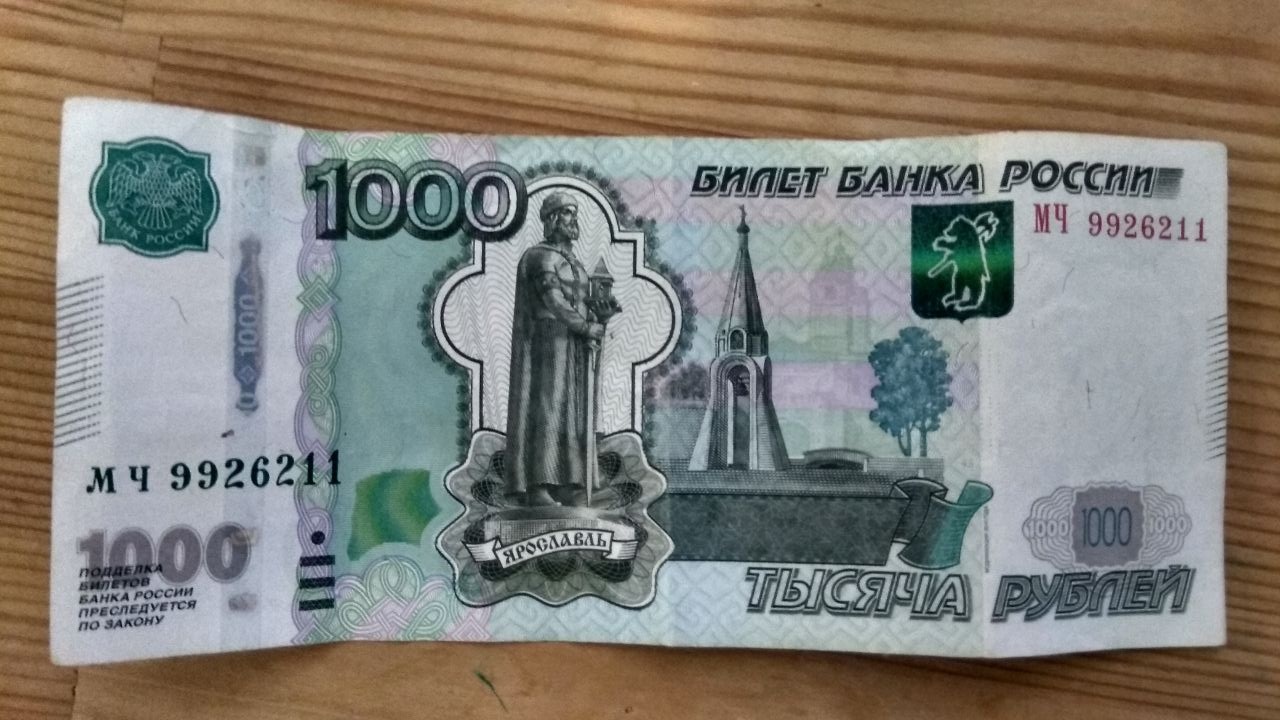 БАНК РОССИИ
1000
БИЛЕТ БАНКА РОССИИ
МЧ 9926211
1000
МЧ 9926211
1000
ПОДДЕЛКА
БИЛЕТОВ
БАНКА РОССИИ
ПРЕСЛЕДУЕТСЯ
ПО ЗАКОНУ
ЯРОСЛАВЛЬ
1000 1000 1000
ТЫСЯЧА РУБЛЕЙ